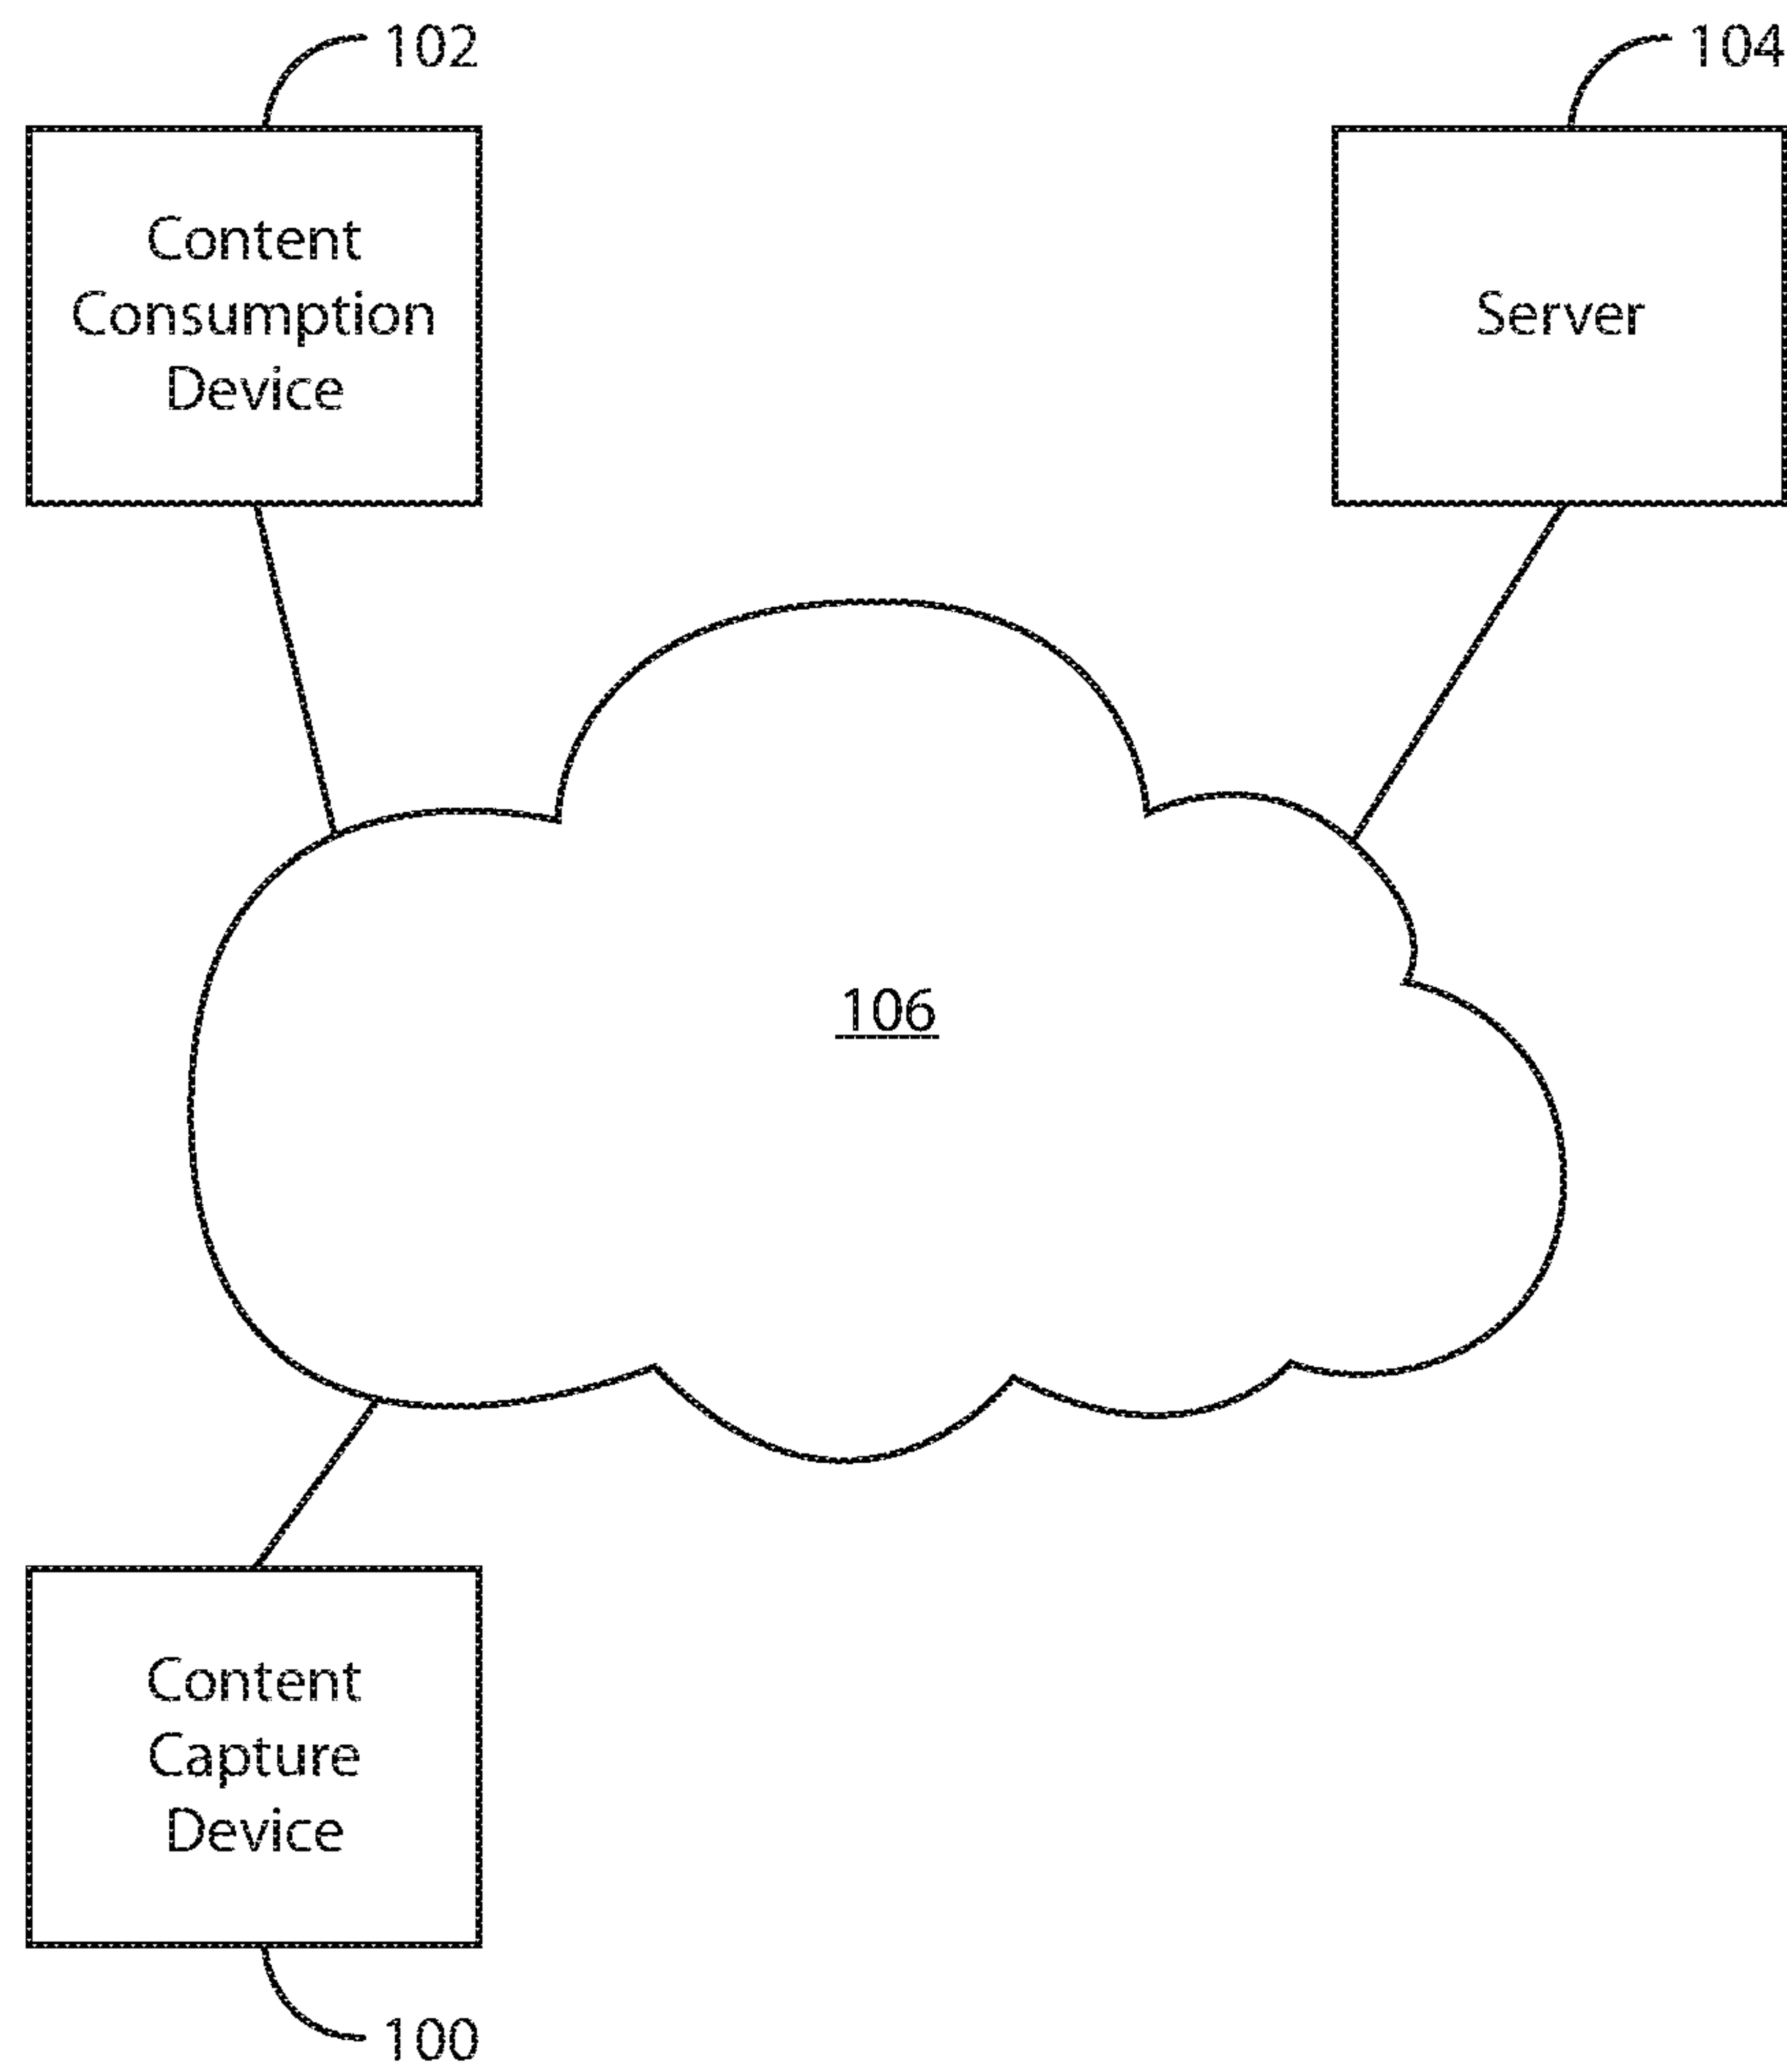 102
104
Content
Consumption
Device
Server
106
Content
Capture
Device
100